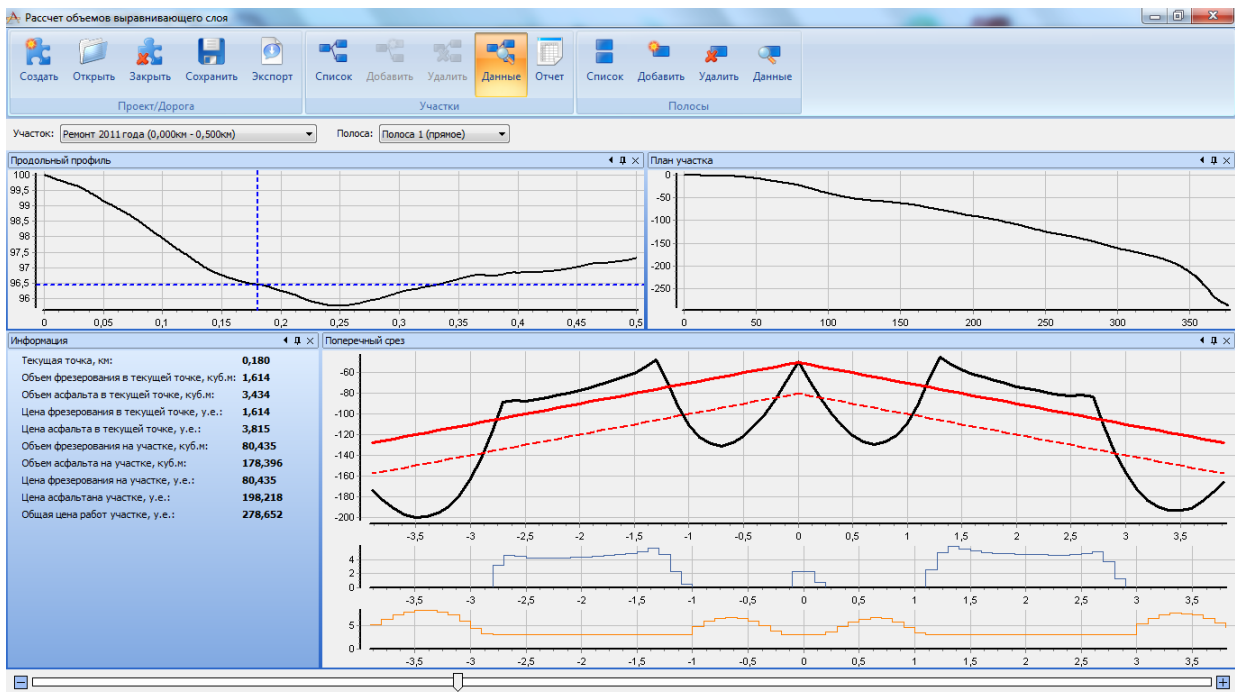 Рассчет объемов выравнивающего слоя
Создать Открыть Закрыть Сохранить Экспорт Список Добавить Удалить Данные Отчет Список Добавить Удалить Данные
Проект/Дорога Участки Полосы
Участок: Ремонт 2011 года (0,000км - 0,500км) Полоса: Полоса 1 (прямое)
Продольный профиль
100
99,5
99
98,5
98
97,5
97
96,5
96
0 0,05 0,1 0,15 0,2 0,25 0,3 0,35 0,4 0,45 0,5
План участка
0
-50
-100
-150
-200
-250
0 50 100 150 200 250 300 350
Информация
Текущая точка, км: 0,180
Объем фрезерования в текущей точке, куб.м: 1,614
Объем асфальта в текущей точке, куб.м: 3,434
Цена фрезерования в текущей точке, у.е.: 1,614
Цена асфальта в текущей точке, у.е.: 3,815
Объем фрезерования на участке, куб.м: 80,435
Объем асфальта на участке, куб.м: 178,396
Цена фрезерования на участке, у.е.: 80,435
Цена асфальтана участке, у.е.: 198,218
Общая цена работ участке, у.е.: 278,652
Поперечный срез
-60
-80
-100
-120
-140
-160
-180
-200
-3,5 -3 -2,5 -2 -1,5 -1 -0,5 0 0,5 1 1,5 2 2,5 3 3,5
4
2
0
-3,5 -3 -2,5 -2 -1,5 -1 -0,5 0 0,5 1 1,5 2 2,5 3 3,5
5
0
-3,5 -3 -2,5 -2 -1,5 -1 -0,5 0 0,5 1 1,5 2 2,5 3 3,5